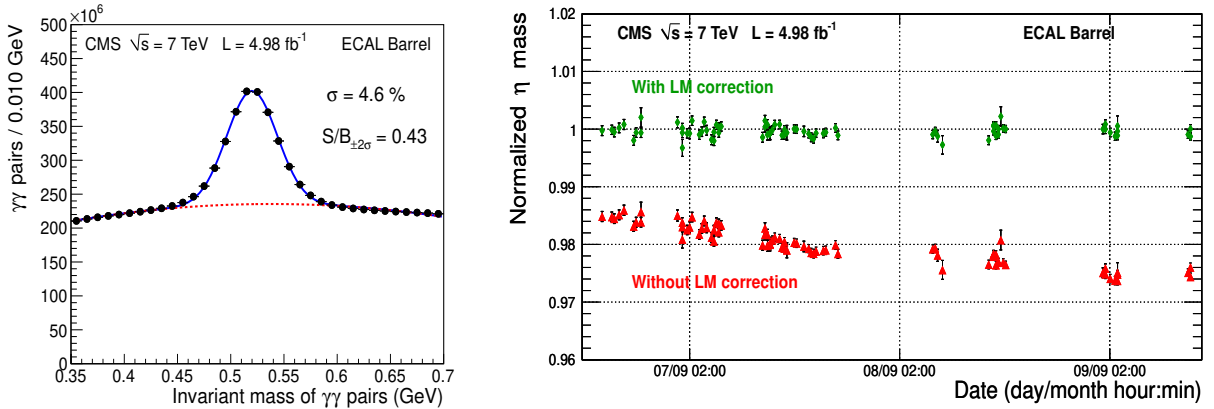 ×10⁶
500
450
400
350
300
250
200
150
100
50
0
0.35 0.4 0.45 0.5 0.55 0.6 0.65 0.7
γγ pairs / 0.010 GeV
CMS √s = 7 TeV L = 4.98 fb⁻¹ ECAL Barrel
σ = 4.6 %
S/B±2σ = 0.43
Invariant mass of γγ pairs (GeV)
1.02
1.01
1
0.99
0.98
0.97
0.96
Normalized η mass
CMS √s = 7 TeV L = 4.98 fb⁻¹ ECAL Barrel
With LM correction
Without LM correction
07/09 02:00 08/09 02:00 09/09 02:00
Date (day/month hour:min)